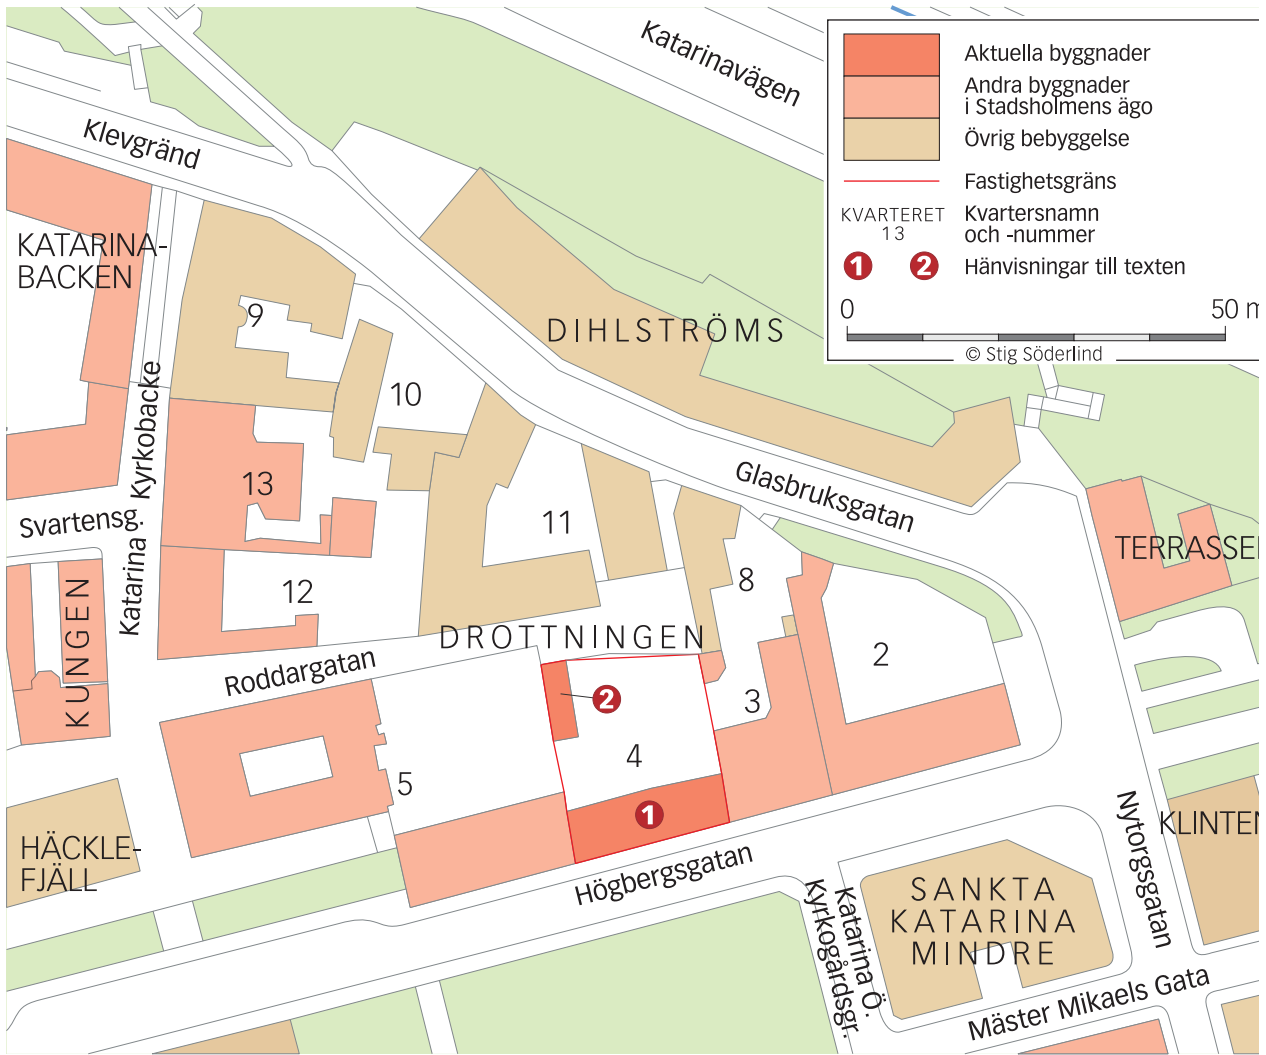 Katarinavägen
Aktuella byggnader
Andra byggnader
i Stadsholmens ägo
Övrig bebyggelse
Fastighetsgräns
KVARTERET
13
Kvartersnamn
och -nummer
1 2 Hänvisningar till texten
0 50 m
© Stig Söderlind
Klevgränd
KATARINA-
BACKEN
9
DIHLSTRÖMS
10
Katarina Kyrkobacke
13
Glasbruksgatan
Svartensg.
11
TERRASSE
8
12
KUNGEN
DROTTNINGEN
2
Roddargatan
2
3
4
5
1
Nytorgsgatan
KLINTEN
HÄCKLE-
FJÄLL
Högbergsgatan
Katarina Ö.
Kyrkogårdsgr.
SANKTA
KATARINA
MINDRE
Mäster Mikaels Gata